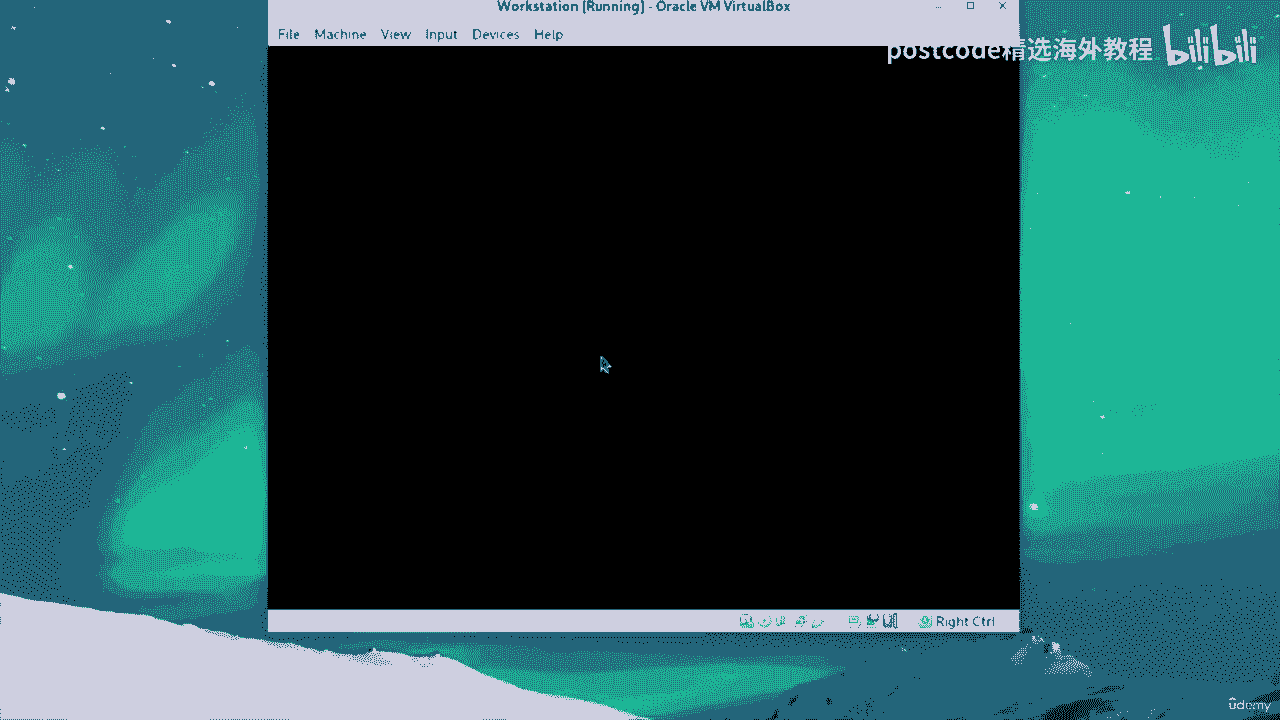 Workstation [Running] - Oracle VM VirtualBox
File Machine View Input Devices Help
postcode精选海外教程 bilibili
Right Ctrl
ûdemy